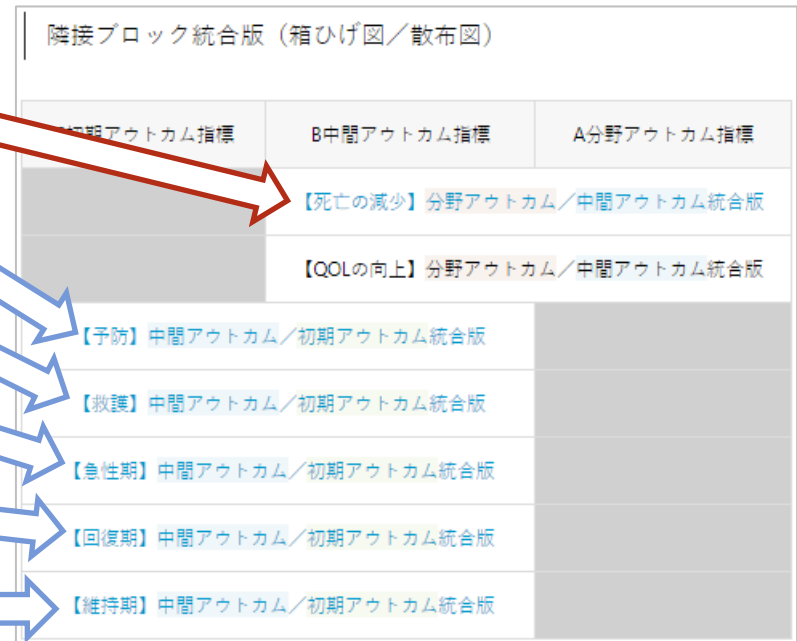 隣接ブロック統合版（箱ひげ図／散布図）
初期アウトカム指標 B中間アウトカム指標 A分野アウトカム指標
【死亡の減少】分野アウトカム／中間アウトカム統合版
【QOLの向上】分野アウトカム／中間アウトカム統合版
【予防】中間アウトカム／初期アウトカム統合版
【救護】中間アウトカム／初期アウトカム統合版
【急性期】中間アウトカム／初期アウトカム統合版
【回復期】中間アウトカム／初期アウトカム統合版
【維持期】中間アウトカム／初期アウトカム統合版